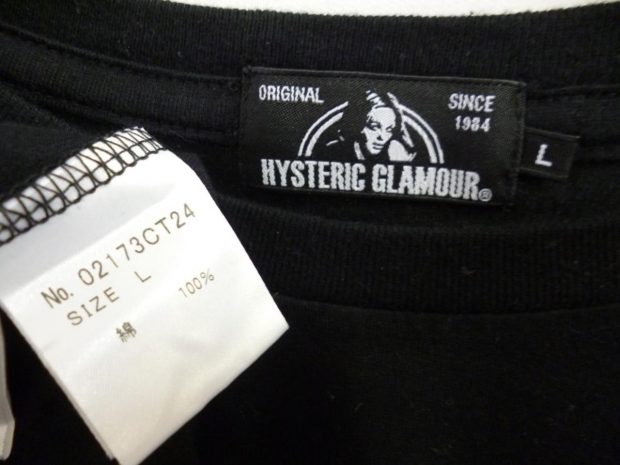 ORIGINAL
SINCE
1984
HYSTERIC GLAMOUR®
L
No. 02173CT24
SIZE L
綿 100%